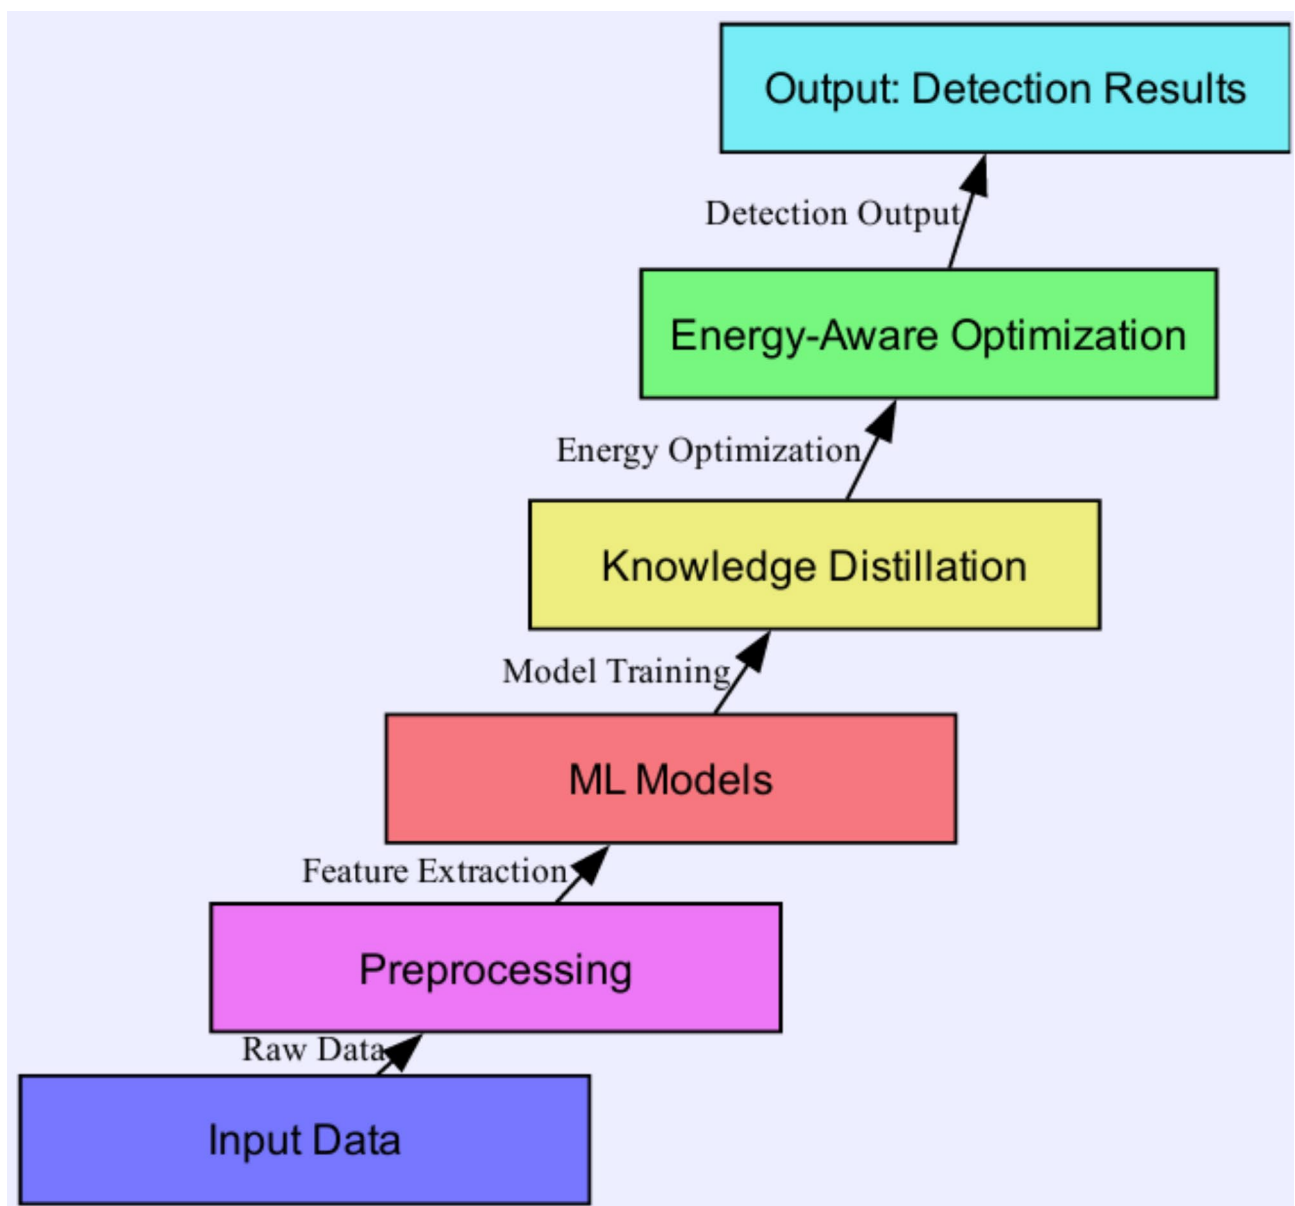 Output: Detection Results
Detection Output
Energy-Aware Optimization
Energy Optimization
Knowledge Distillation
Model Training
ML Models
Feature Extraction
Preprocessing
Raw Data
Input Data